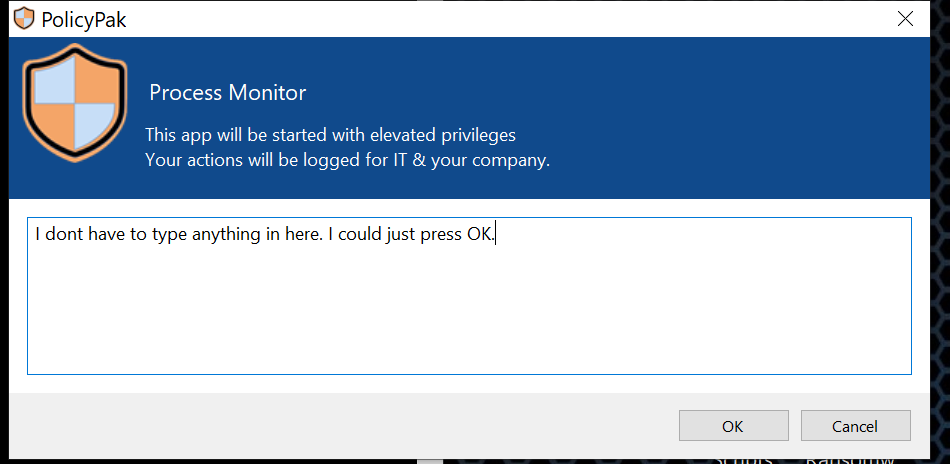 PolicyPak
Process Monitor
This app will be started with elevated privileges
Your actions will be logged for IT & your company.
I dont have to type anything in here. I could just press OK.
OK
Cancel